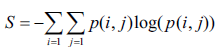 S = -∑_{i=1} ∑_{j=1} p(i, j)log(p(i, j))